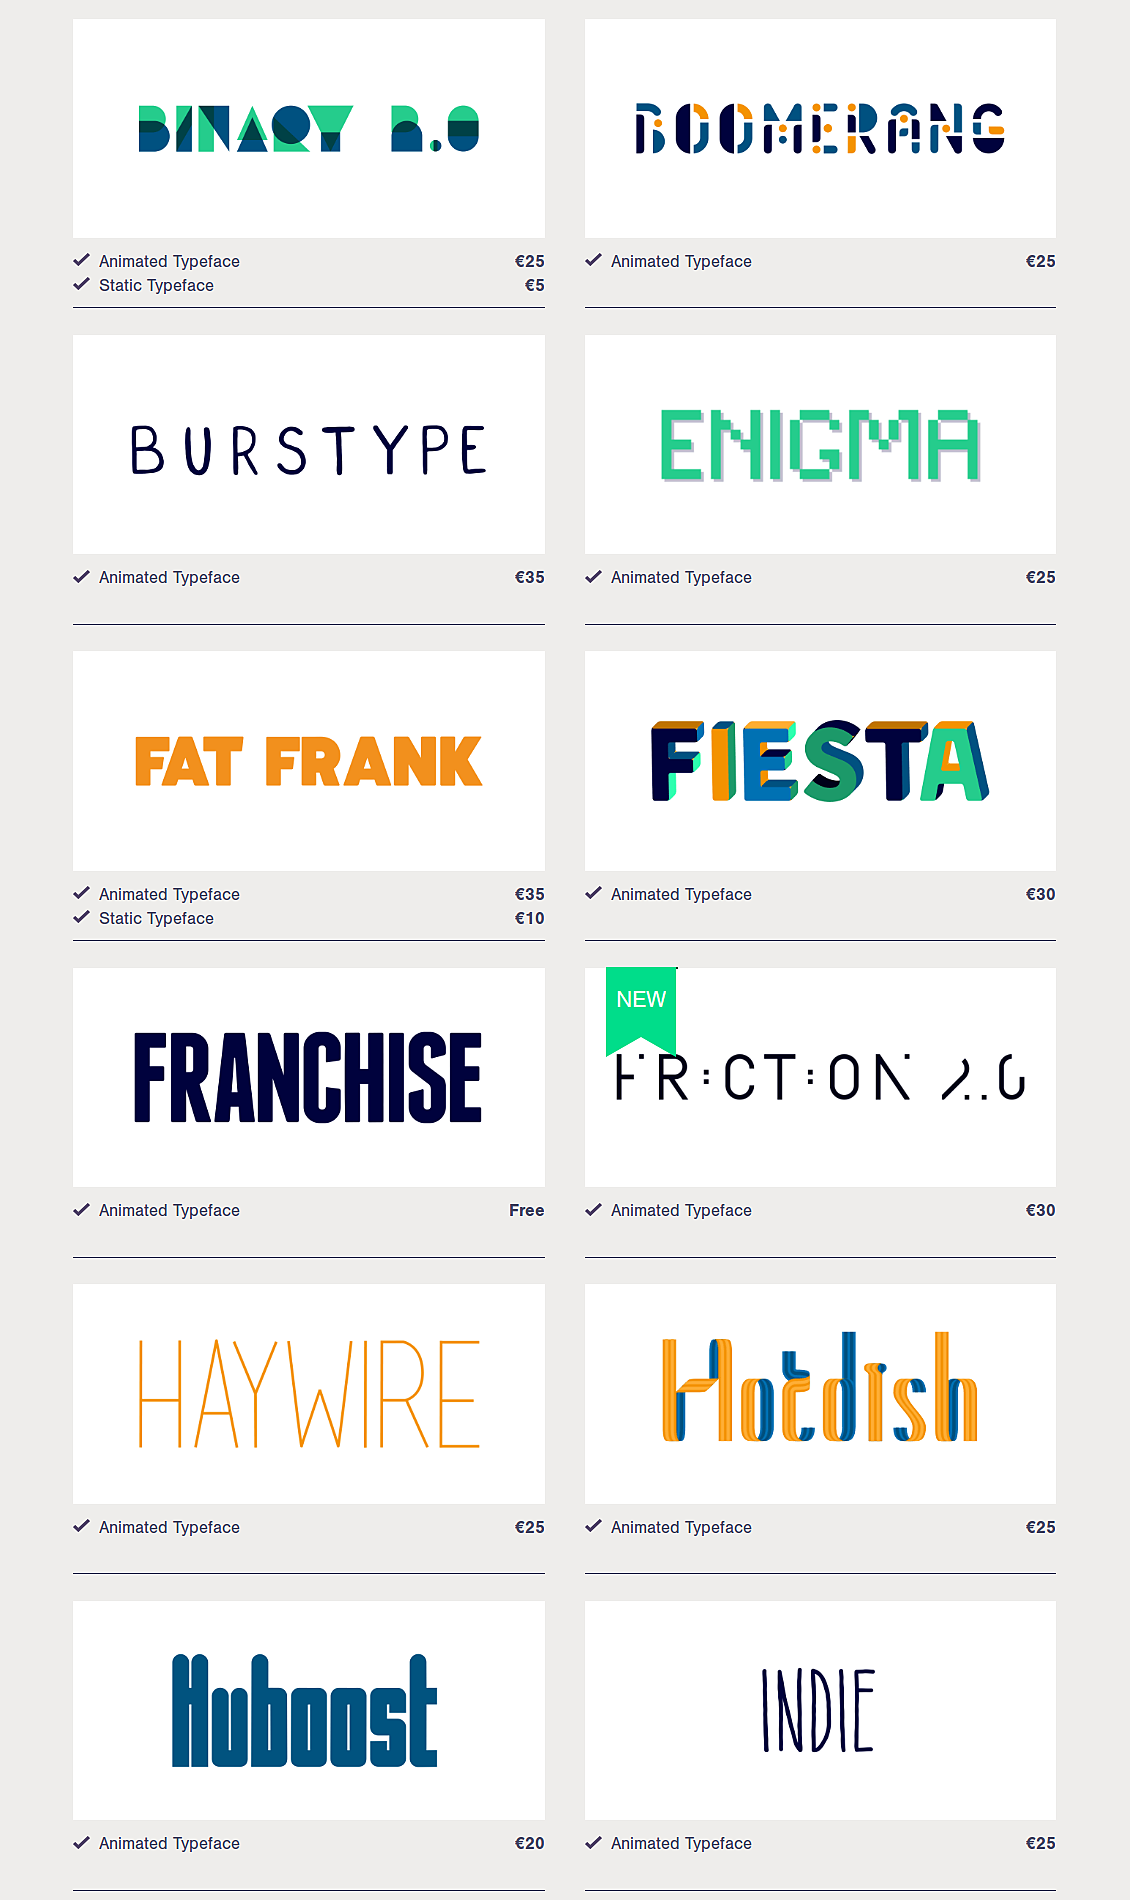 BINARY 2.0
Animated Typeface €25
Static Typeface €5
BOOMERANG
Animated Typeface €25
BURSTYPE
Animated Typeface €35
ENIGMA
Animated Typeface €25
FAT FRANK
Animated Typeface €35
Static Typeface €10
FIESTA
Animated Typeface €30
FRANCHISE
Animated Typeface Free
NEW
FR:CT:ON 2.0
Animated Typeface €30
HAYWIRE
Animated Typeface €25
Hotdish
Animated Typeface €25
Huboost
Animated Typeface €20
INDIE
Animated Typeface €25